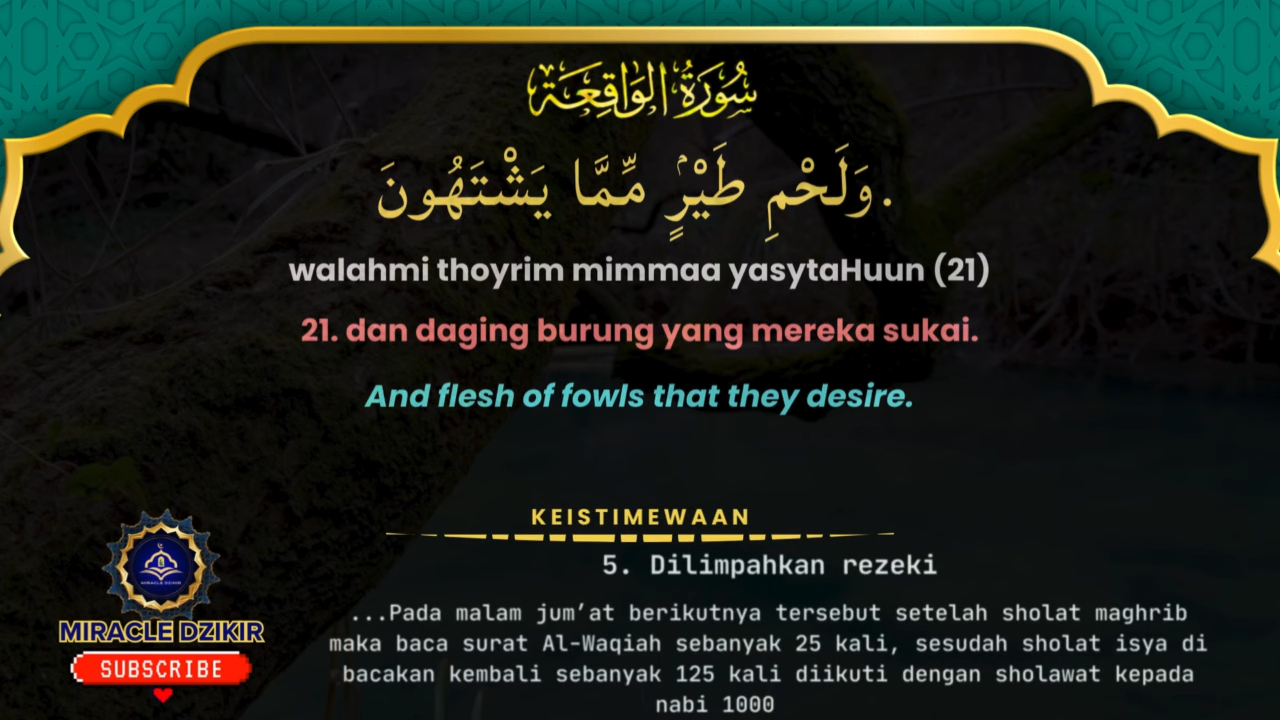 سُورَةُ الوَاقِعَة
وَلَحْمِ طَيْرٍۢ مِّمَّا يَشْتَهُونَ.
walahmi thoyrim mimmaa yasytaHuun (21)
21. dan daging burung yang mereka sukai.
And flesh of fowls that they desire.
KEISTIMEWAAN
5. Dilimpahkan rezeki
...Pada malam jum’at berikutnya tersebut setelah sholat maghrib
maka baca surat Al-Waqiah sebanyak 25 kali, sesudah sholat isya di
bacakan kembali sebanyak 125 kali diikuti dengan sholawat kepada
nabi 1000
MIRACLE DZIKIR
MIRACLE DZIKIR
SUBSCRIBE